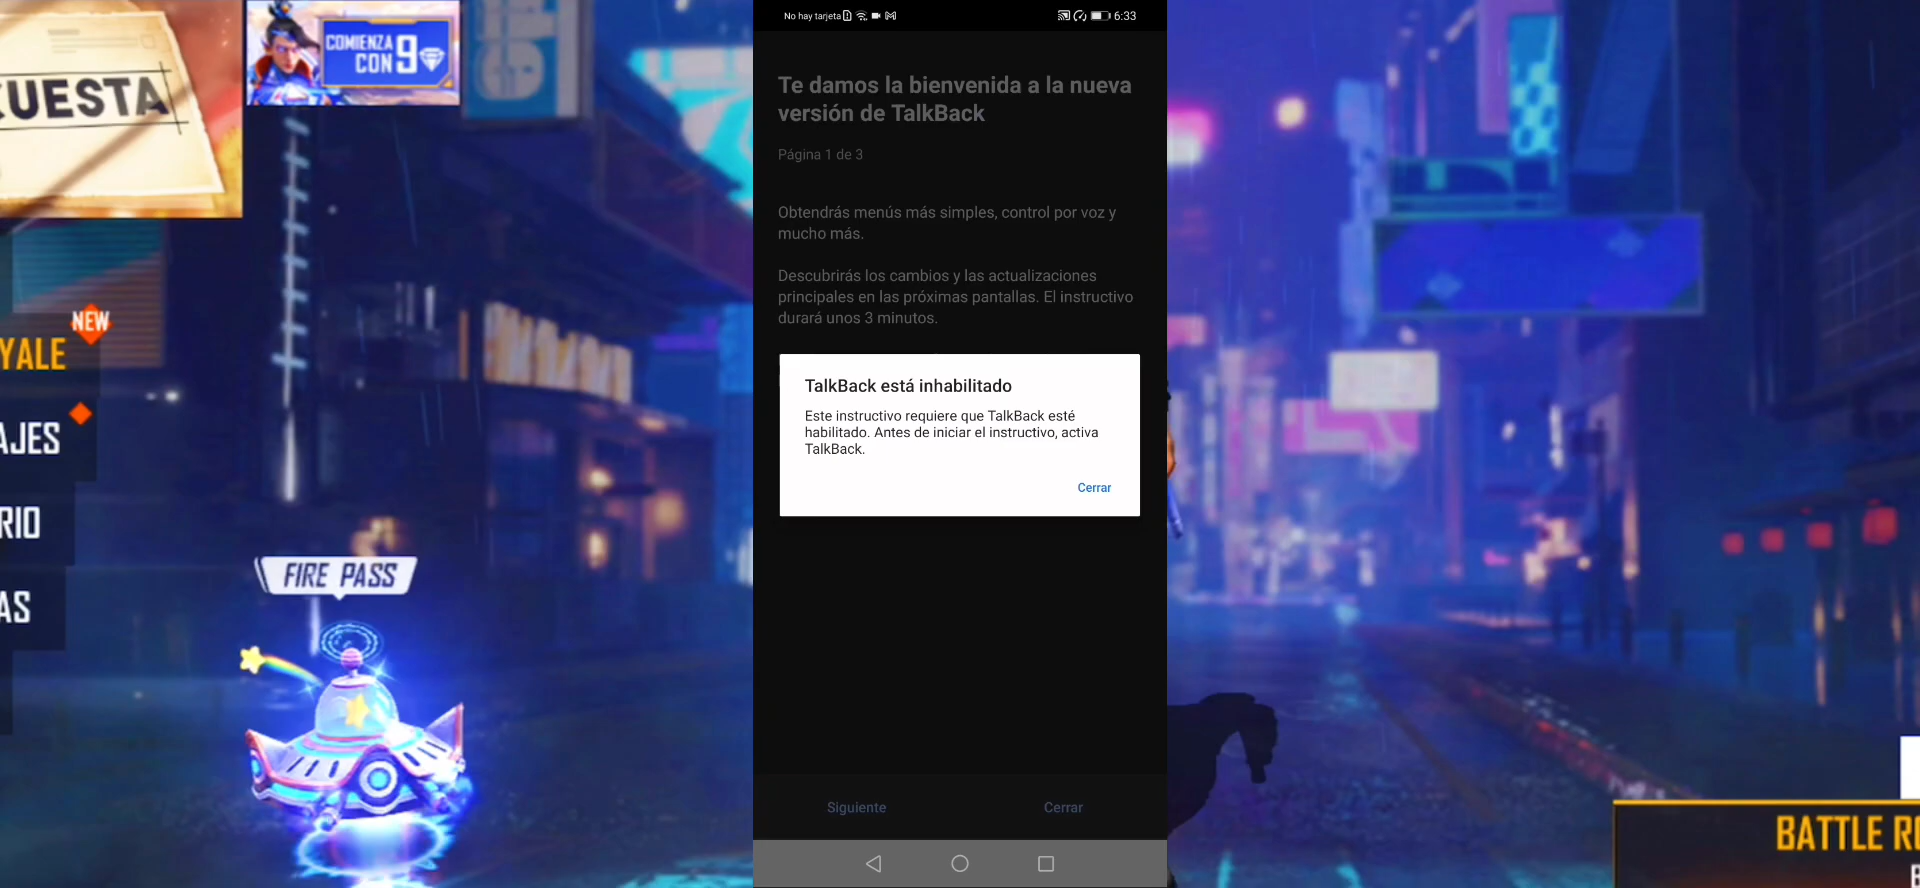 UESTA
COMIENZA
CON 9
NEW
YALE
AJES
RIO
AS
FIRE PASS
No hay tarjeta
6:33
Te damos la bienvenida a la nueva
versión de TalkBack
Página 1 de 3
Obtendrás menús más simples, control por voz y
mucho más.
Descubrirás los cambios y las actualizaciones
principales en las próximas pantallas. El instructivo
durará unos 3 minutos.
TalkBack está inhabilitado
Este instructivo requiere que TalkBack esté
habilitado. Antes de iniciar el instructivo, activa
TalkBack.
Cerrar
Siguiente
Cerrar
BATTLE RO